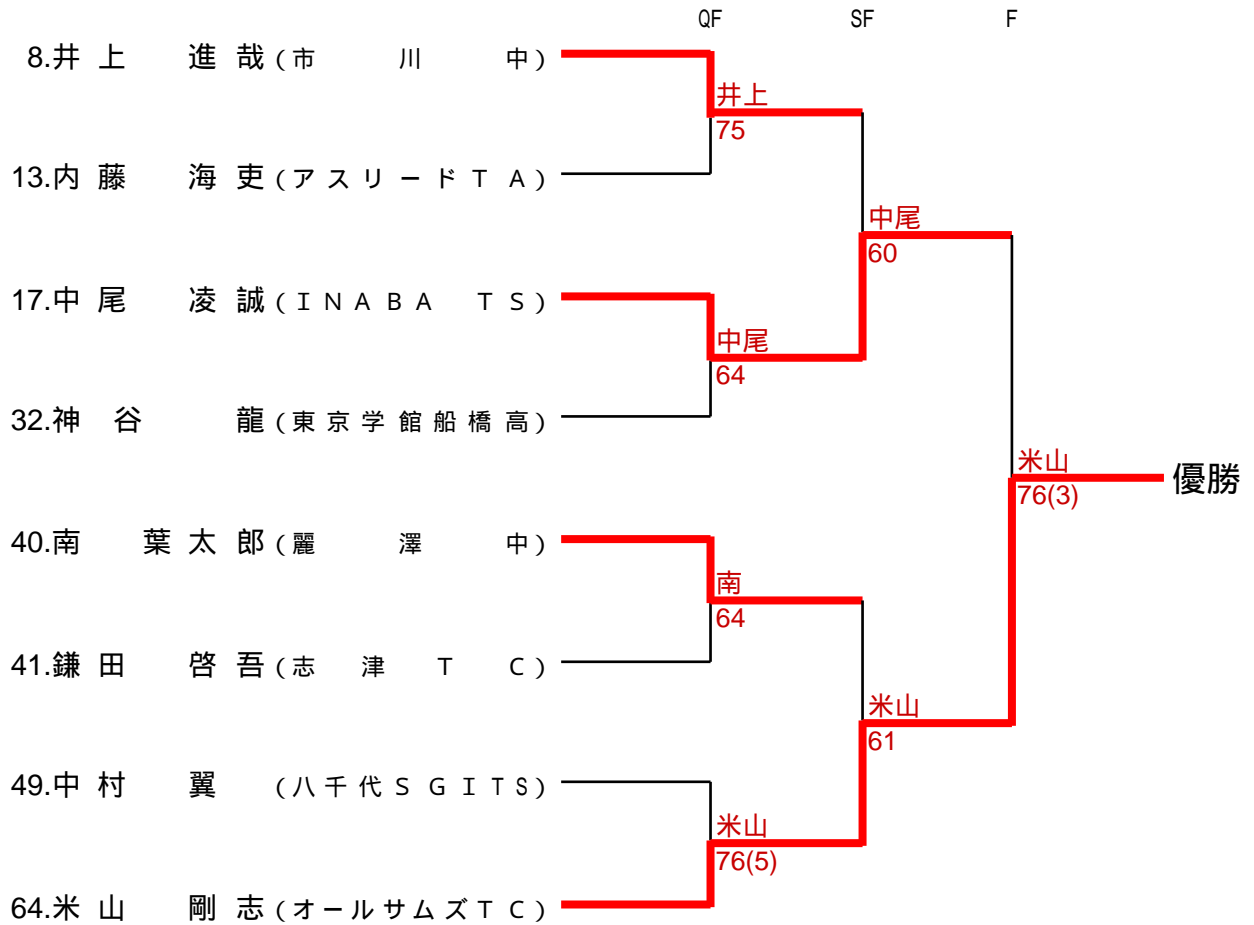 QF SF F
8.井上 進哉(市川中)
井上
75
13.内藤 海吏(アスリードTA)
中尾
60
17.中尾 凌誠(INABA TS)
中尾
64
32.神谷 龍(東京学館船橋高)
米山
76(3)
優勝
40.南 葉太郎(麗澤中)
南
64
41.鎌田 啓吾(志津TC)
米山
61
49.中村 翼(八千代SGITS)
米山
76(5)
64.米山 剛志(オールサムズTC)